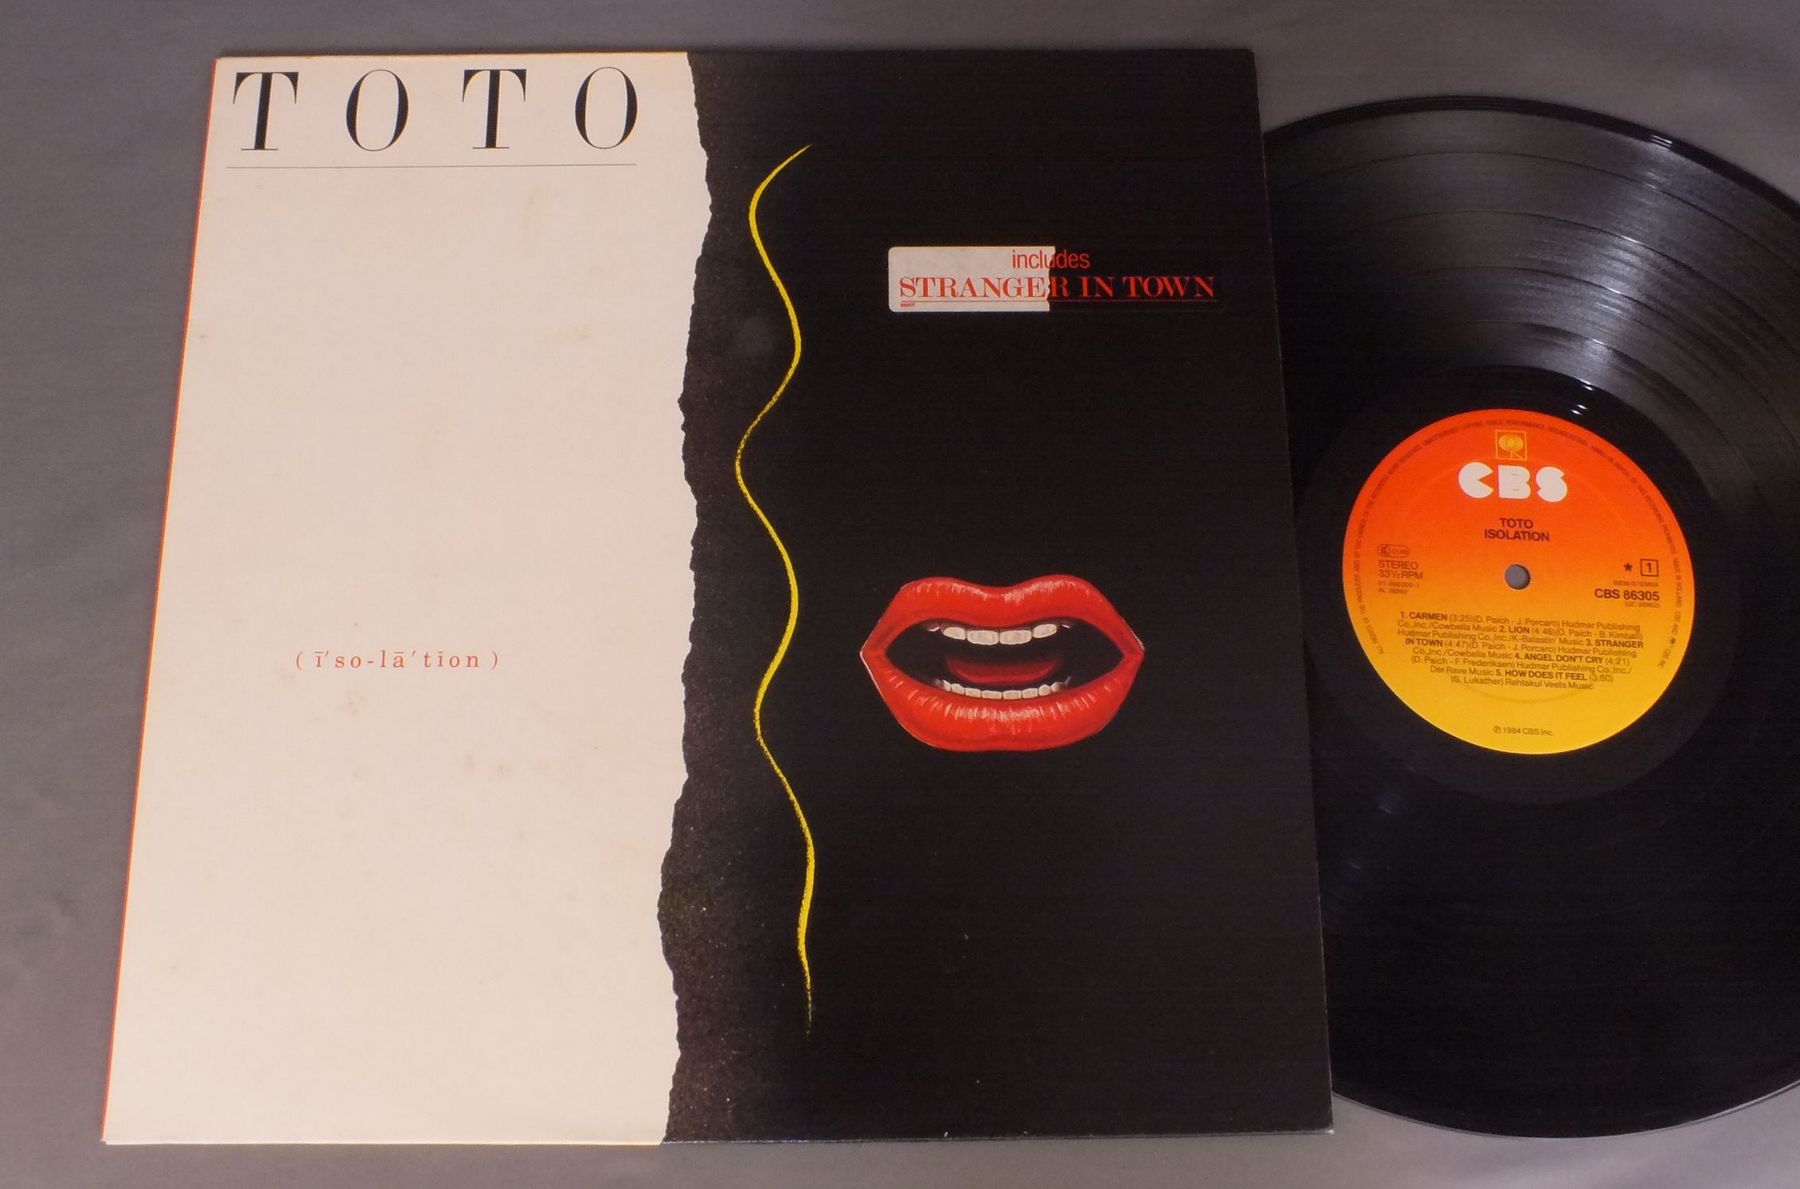 TOTO
(ī′so-lā′tĭon)
includes
STRANGER IN TOWN
CBS
TOTO
ISOLATION
STEREO
33⅓ RPM
★ 1
CBS 86305
1. CARMEN (3:25)(D. Paich - J. Porcaro) Hudmar Publishing
Co., Inc./Cowbella Music 2. LION (4:46)(D. Paich - B. Kimball)
Hudmar Publishing Co., Inc./K-Balastin' Music 3. STRANGER
IN TOWN (4:47)(D. Paich - J. Porcaro) Hudmar Publishing
Co., Inc./Cowbella Music 4. ANGEL DON'T CRY (4:21)
(D. Paich - F. Frederiksen) Hudmar Publishing Co., Inc./
Der Reve Music 5. HOW DOES IT FEEL (3:50)
(S. Lukather) Rehtakul Veets Music
℗ 1984 CBS Inc.